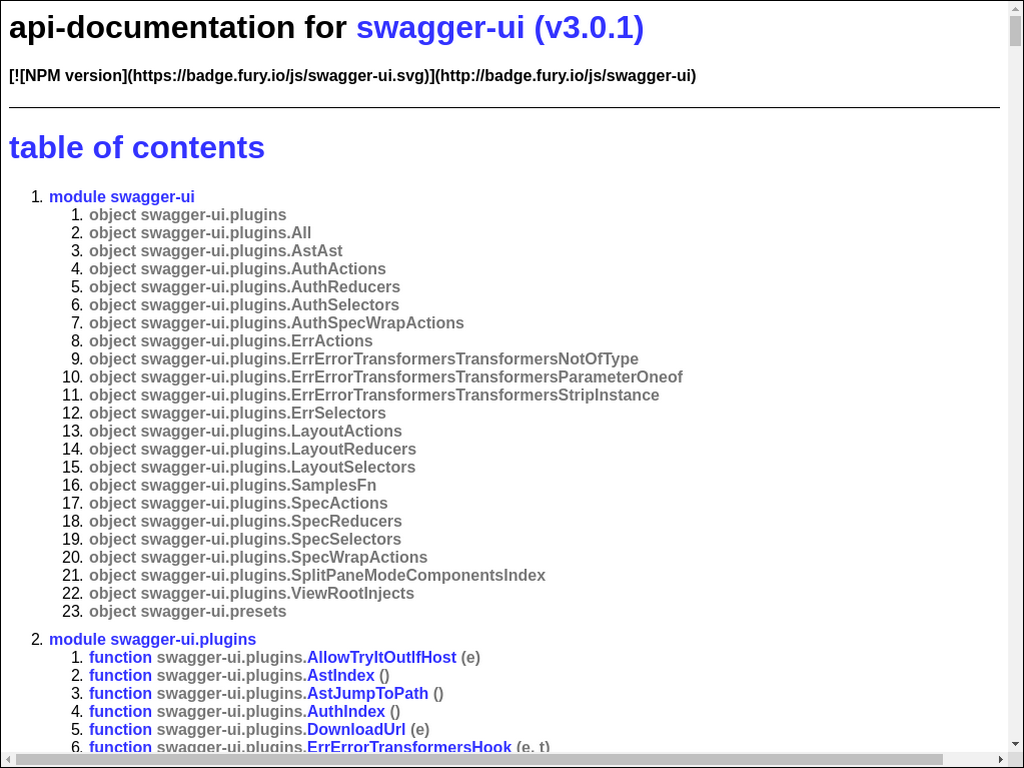 api-documentation for swagger-ui (v3.0.1)
[![NPM version](https://badge.fury.io/js/swagger-ui.svg)](http://badge.fury.io/js/swagger-ui)
table of contents
1. module swagger-ui
1. object swagger-ui.plugins
2. object swagger-ui.plugins.All
3. object swagger-ui.plugins.AstAst
4. object swagger-ui.plugins.AuthActions
5. object swagger-ui.plugins.AuthReducers
6. object swagger-ui.plugins.AuthSelectors
7. object swagger-ui.plugins.AuthSpecWrapActions
8. object swagger-ui.plugins.ErrActions
9. object swagger-ui.plugins.ErrErrorTransformersTransformersNotOfType
10. object swagger-ui.plugins.ErrErrorTransformersTransformersParameterOneof
11. object swagger-ui.plugins.ErrErrorTransformersTransformersStripInstance
12. object swagger-ui.plugins.ErrSelectors
13. object swagger-ui.plugins.LayoutActions
14. object swagger-ui.plugins.LayoutReducers
15. object swagger-ui.plugins.LayoutSelectors
16. object swagger-ui.plugins.SamplesFn
17. object swagger-ui.plugins.SpecActions
18. object swagger-ui.plugins.SpecReducers
19. object swagger-ui.plugins.SpecSelectors
20. object swagger-ui.plugins.SpecWrapActions
21. object swagger-ui.plugins.SplitPaneModeComponentsIndex
22. object swagger-ui.plugins.ViewRootInjects
23. object swagger-ui.presets
2. module swagger-ui.plugins
1. function swagger-ui.plugins.AllowTryItOutIfHost (e)
2. function swagger-ui.plugins.AstIndex ()
3. function swagger-ui.plugins.AstJumpToPath ()
4. function swagger-ui.plugins.AuthIndex ()
5. function swagger-ui.plugins.DownloadUrl (e)
6. function swagger-ui.plugins.ErrErrorTransformersHook (e, t)